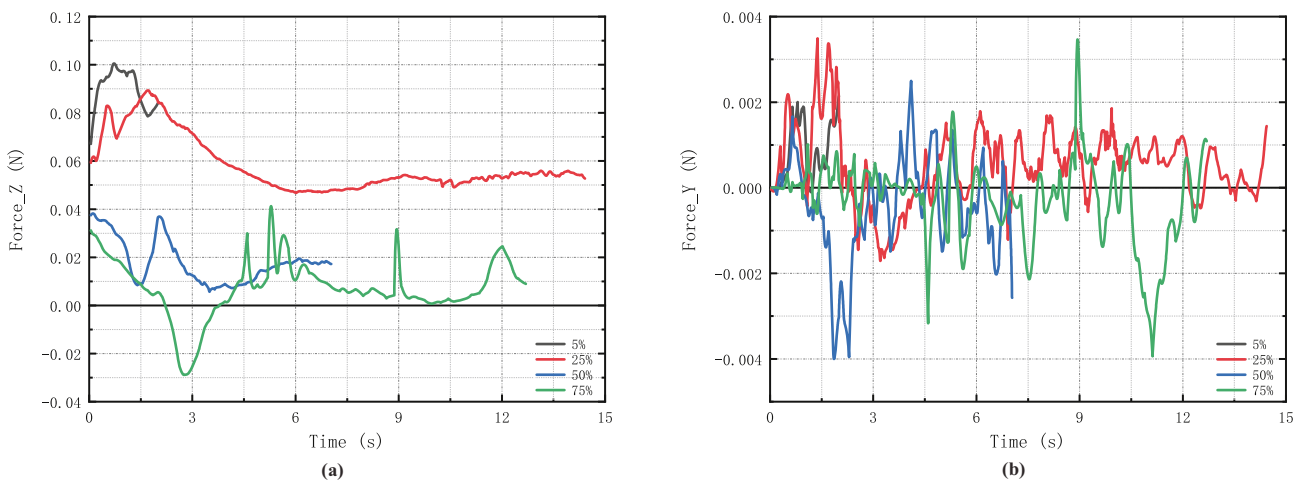 0.12
0.10
0.08
0.06
0.04
0.02
0.00
-0.02
-0.04
Force_Z (N)
5%
25%
50%
75%
0 3 6 9 12 15
Time (s)
(a)
0.004
0.002
0.000
-0.002
-0.004
Force_Y (N)
5%
25%
50%
75%
0 3 6 9 12 15
Time (s)
(b)